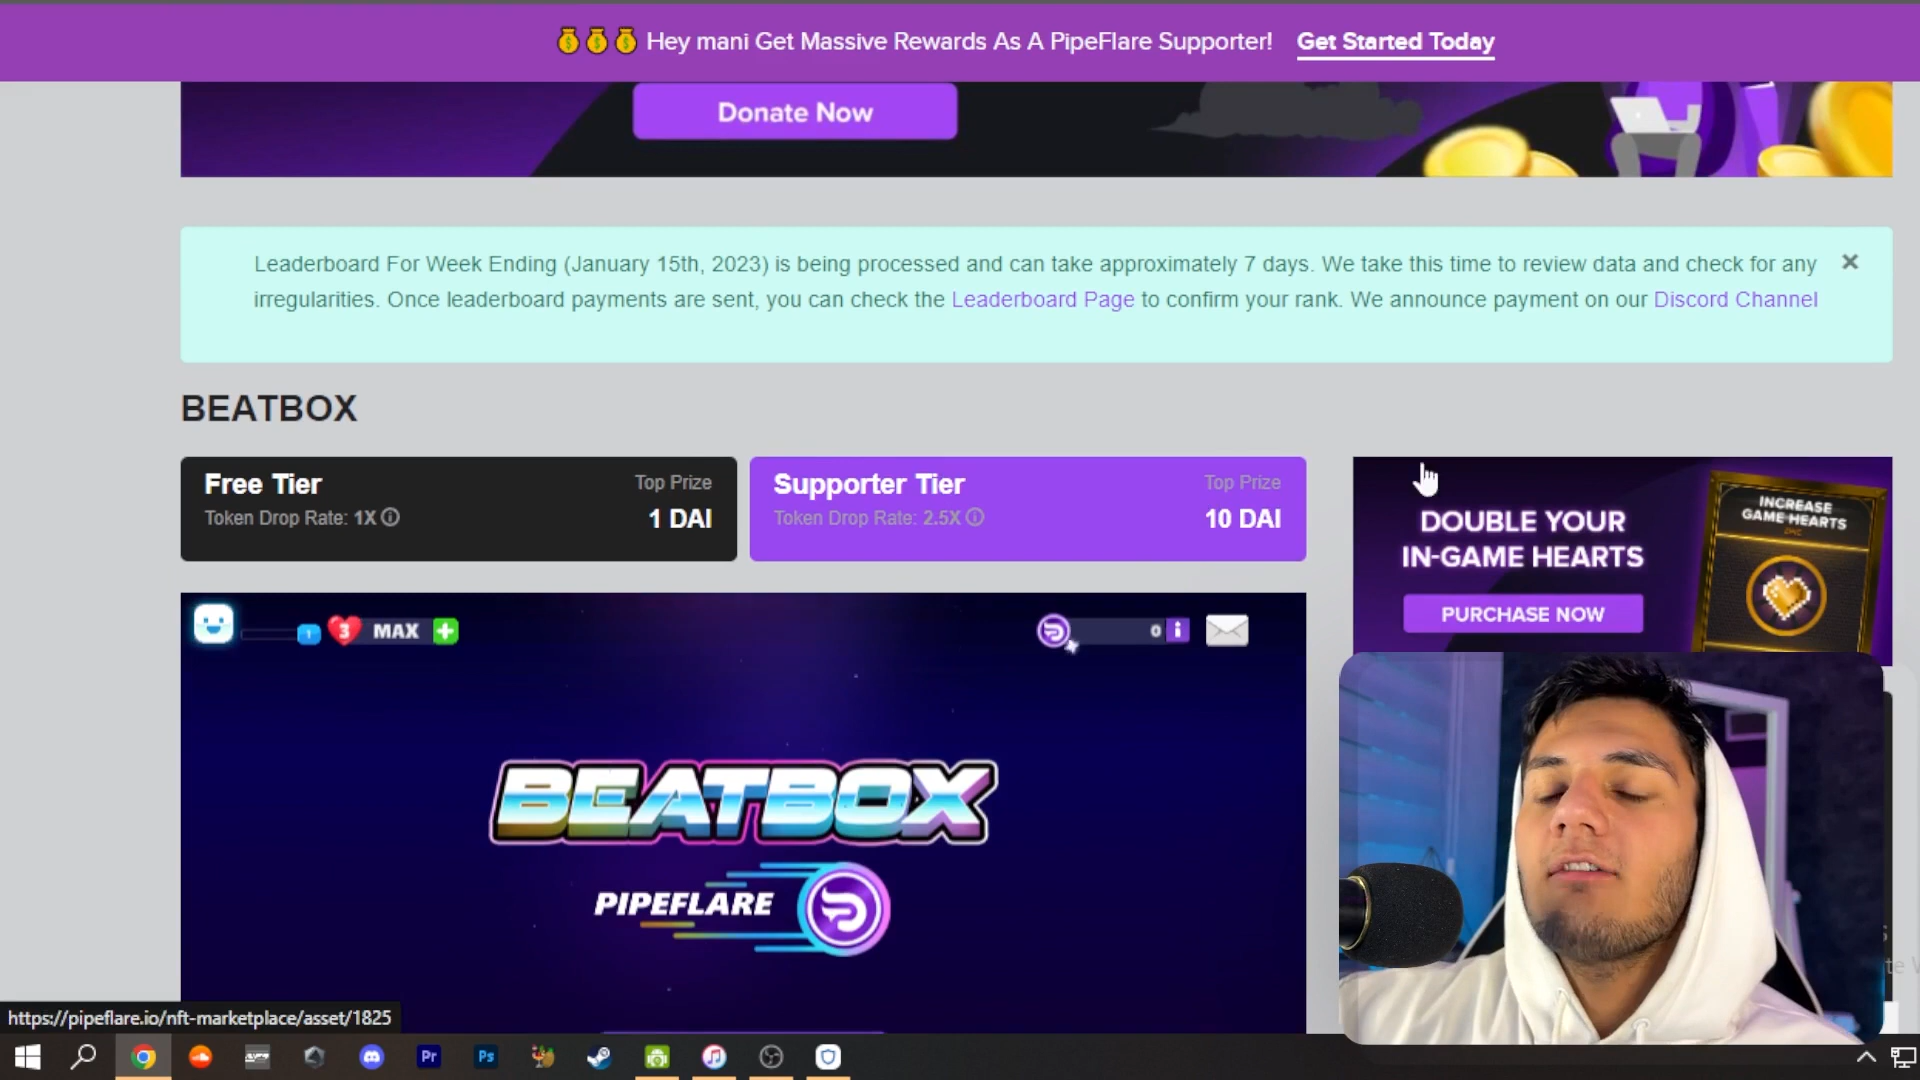 Hey mani Get Massive Rewards As A PipeFlare Supporter! Get Started Today
Donate Now
Leaderboard For Week Ending (January 15th, 2023) is being processed and can take approximately 7 days. We take this time to review data and check for any
irregularities. Once leaderboard payments are sent, you can check the Leaderboard Page to confirm your rank. We announce payment on our Discord Channel
BEATBOX
Free Tier
Top Prize
Token Drop Rate: 1X
1 DAI
Supporter Tier
Top Prize
Token Drop Rate: 2.5X
10 DAI
DOUBLE YOUR
IN-GAME HEARTS
PURCHASE NOW
INCREASE
GAME HEARTS
EPIC
1
3 MAX
0
BEATBOX
PIPEFLARE
https://pipeflare.io/nft-marketplace/asset/1825
Pr
Ps